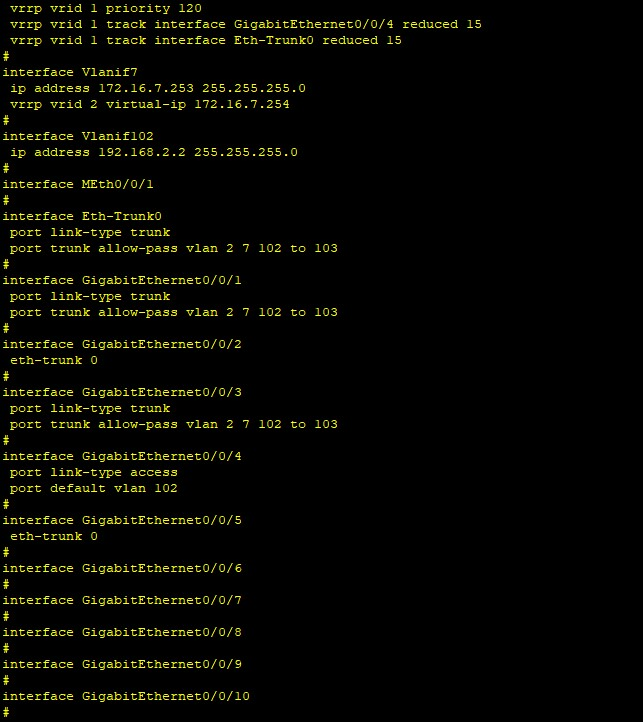 vrrp vrid 1 priority 120
vrrp vrid 1 track interface GigabitEthernet0/0/4 reduced 15
vrrp vrid 1 track interface Eth-Trunk0 reduced 15
#
interface Vlanif7
ip address 172.16.7.253 255.255.255.0
vrrp vrid 2 virtual-ip 172.16.7.254
#
interface Vlanif102
ip address 192.168.2.2 255.255.255.0
#
interface MEth0/0/1
#
interface Eth-Trunk0
port link-type trunk
port trunk allow-pass vlan 2 7 102 to 103
#
interface GigabitEthernet0/0/1
port link-type trunk
port trunk allow-pass vlan 2 7 102 to 103
#
interface GigabitEthernet0/0/2
eth-trunk 0
#
interface GigabitEthernet0/0/3
port link-type trunk
port trunk allow-pass vlan 2 7 102 to 103
#
interface GigabitEthernet0/0/4
port link-type access
port default vlan 102
#
interface GigabitEthernet0/0/5
eth-trunk 0
#
interface GigabitEthernet0/0/6
#
interface GigabitEthernet0/0/7
#
interface GigabitEthernet0/0/8
#
interface GigabitEthernet0/0/9
#
interface GigabitEthernet0/0/10
#